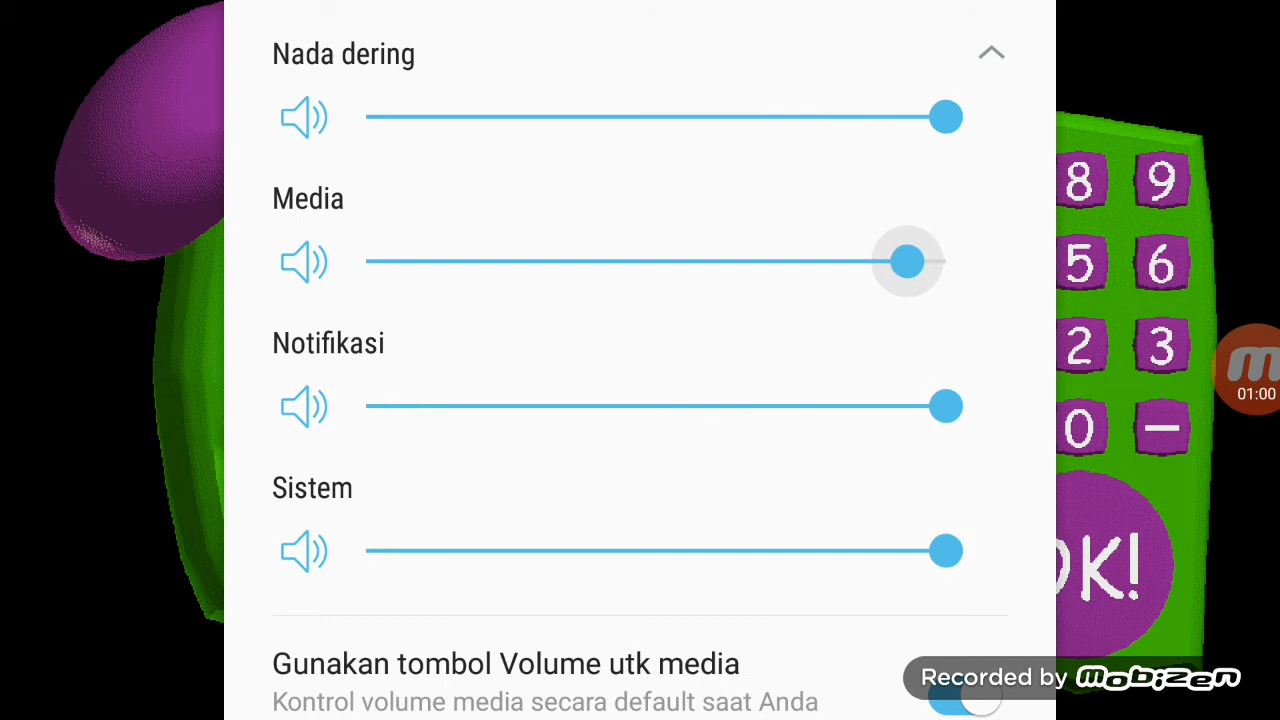 Nada dering
Media
Notifikasi
Sistem
Gunakan tombol Volume utk media
Kontrol volume media secara default saat Anda
8 9
5 6
2 3
0 –
OK!
01:00
Recorded by mobizen